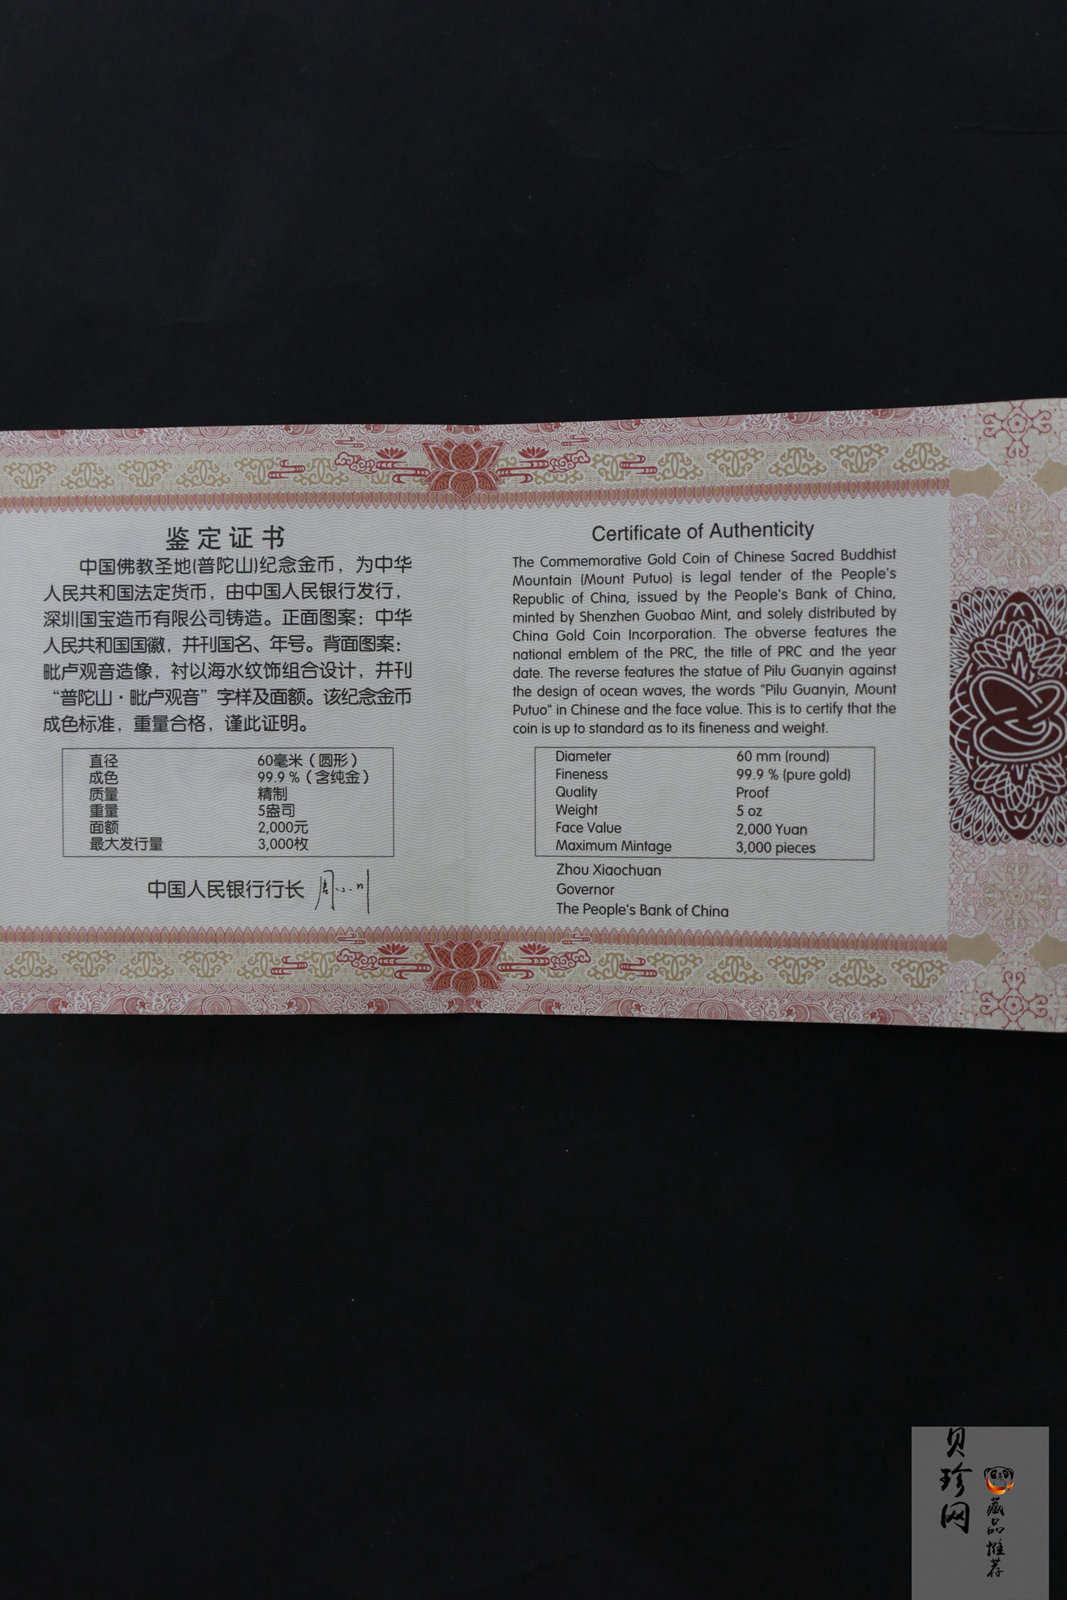 鉴定证书
中国佛教圣地(普陀山)纪念金币，为中华
人民共和国法定货币，由中国人民银行发行，
深圳国宝造币有限公司铸造。正面图案：中华
人民共和国国徽，并刊国名、年号。背面图案：
毗卢观音造像，衬以海水纹饰组合设计，并刊
“普陀山·毗卢观音”字样及面额。该纪念金币
成色标准，重量合格，谨此证明。
直径 60毫米（圆形）
成色 99.9％（含纯金）
质量 精制
重量 5盎司
面额 2,000元
最大发行量 3,000枚
中国人民银行行长 周小川
Certificate of Authenticity
The Commemorative Gold Coin of Chinese Sacred Buddhist
Mountain (Mount Putuo) is legal tender of the People's
Republic of China, issued by the People's Bank of China,
minted by Shenzhen Guobao Mint, and solely distributed by
China Gold Coin Incorporation. The obverse features the
national emblem of the PRC, the title of PRC and the year
date. The reverse features the statue of Pilu Guanyin against
the design of ocean waves, the words "Pilu Guanyin, Mount
Putuo" in Chinese and the face value. This is to certify that the
coin is up to standard as to its fineness and weight.
Diameter 60 mm (round)
Fineness 99.9 % (pure gold)
Quality Proof
Weight 5 oz
Face Value 2,000 Yuan
Maximum Mintage 3,000 pieces
Zhou Xiaochuan
Governor
The People's Bank of China
贝珍网
藏品推荐